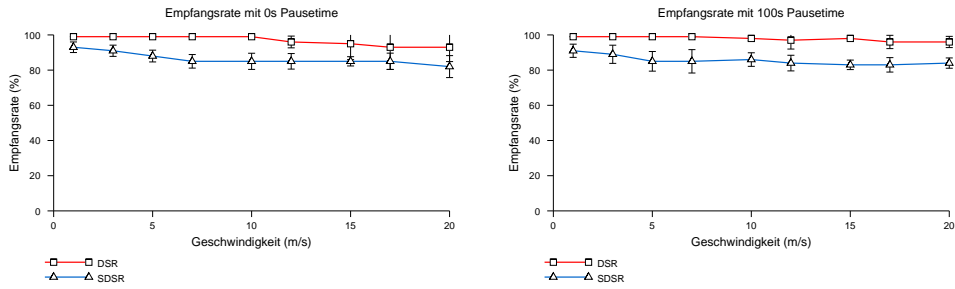 Empfangsrate mit 0s Pausetime
Empfangsrate (%)
100
80
60
40
20
0
0 5 10 15 20
Geschwindigkeit (m/s)
DSR
SDSR
Empfangsrate mit 100s Pausetime
Empfangsrate (%)
100
80
60
40
20
0
0 5 10 15 20
Geschwindigkeit (m/s)
DSR
SDSR